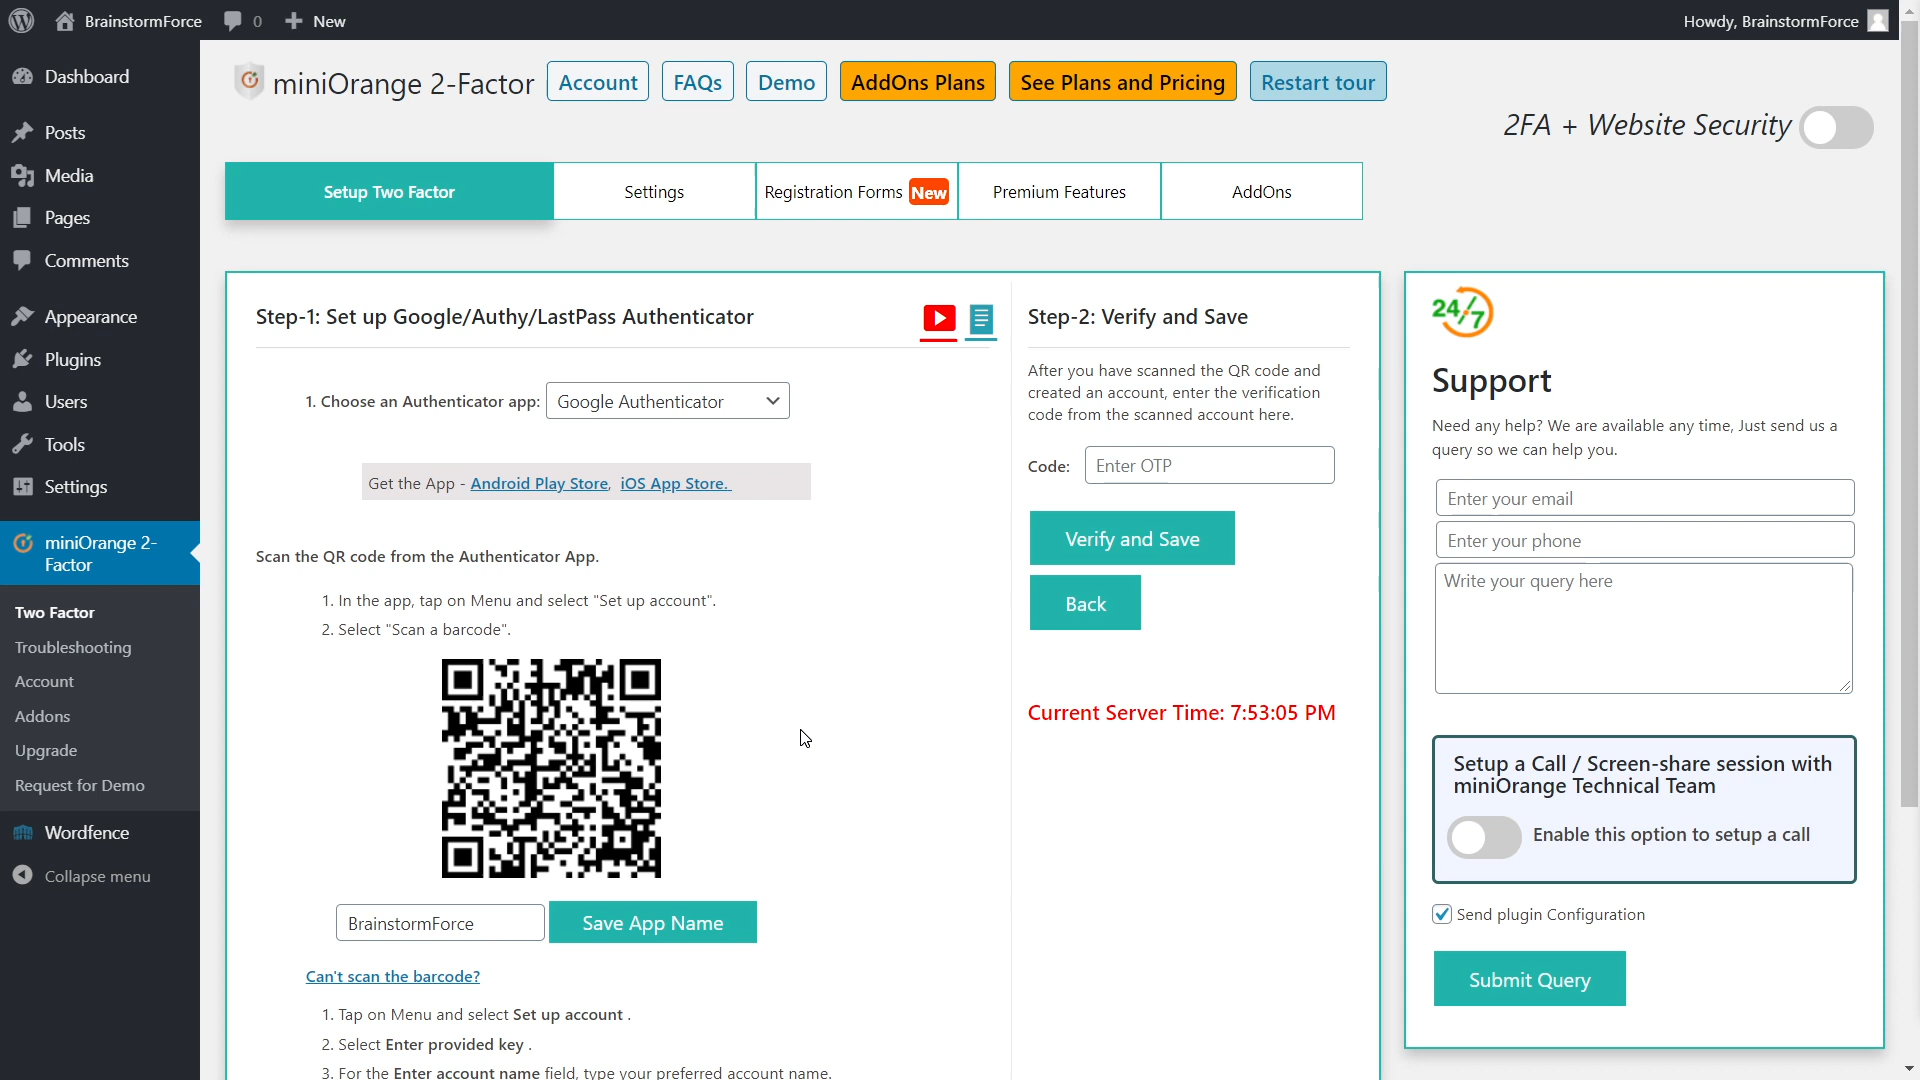 BrainstormForce 0 New
Howdy, BrainstormForce
Dashboard
Posts
Media
Pages
Comments
Appearance
Plugins
Users
Tools
Settings
miniOrange 2-
Factor
Two Factor
Troubleshooting
Account
Addons
Upgrade
Request for Demo
Wordfence
Collapse menu
miniOrange 2-Factor
Account
FAQs
Demo
AddOns Plans
See Plans and Pricing
Restart tour
2FA + Website Security
Setup Two Factor
Settings
Registration Forms New
Premium Features
AddOns
Step-1: Set up Google/Authy/LastPass Authenticator
1. Choose an Authenticator app: Google Authenticator
Get the App - Android Play Store, iOS App Store.
Scan the QR code from the Authenticator App.
1. In the app, tap on Menu and select "Set up account".
2. Select "Scan a barcode".
BrainstormForce
Save App Name
Can't scan the barcode?
1. Tap on Menu and select Set up account .
2. Select Enter provided key .
3. For the Enter account name field, type your preferred account name.
Step-2: Verify and Save
After you have scanned the QR code and
created an account, enter the verification
code from the scanned account here.
Code: Enter OTP
Verify and Save
Back
Current Server Time: 7:53:05 PM
24/7
Support
Need any help? We are available any time, Just send us a
query so we can help you.
Enter your email
Enter your phone
Write your query here
Setup a Call / Screen-share session with
miniOrange Technical Team
Enable this option to setup a call
Send plugin Configuration
Submit Query